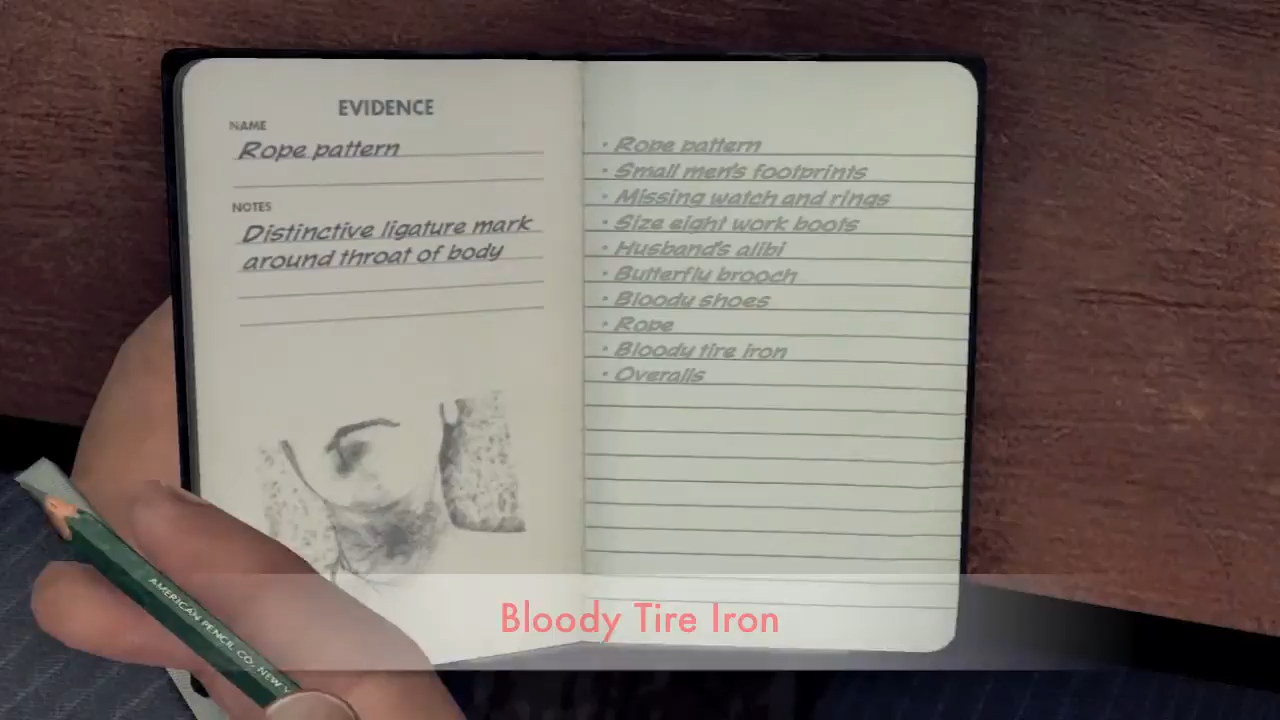 EVIDENCE
NAME
Rope pattern
NOTES
Distinctive ligature mark
around throat of body
• Rope pattern
• Small men's footprints
• Missing watch and rings
• Size eight work boots
• Husband's alibi
• Butterfly brooch
• Bloody shoes
• Rope
• Bloody tire iron
• Overalls
AMERICAN PENCIL CO, NEW Y
Bloody Tire Iron